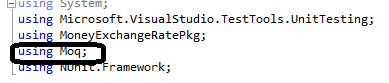 using System;
using Microsoft.VisualStudio.TestTools.UnitTesting;
using MoneyExchangeRatePkg;
using Moq;
using NUnit.Framework;